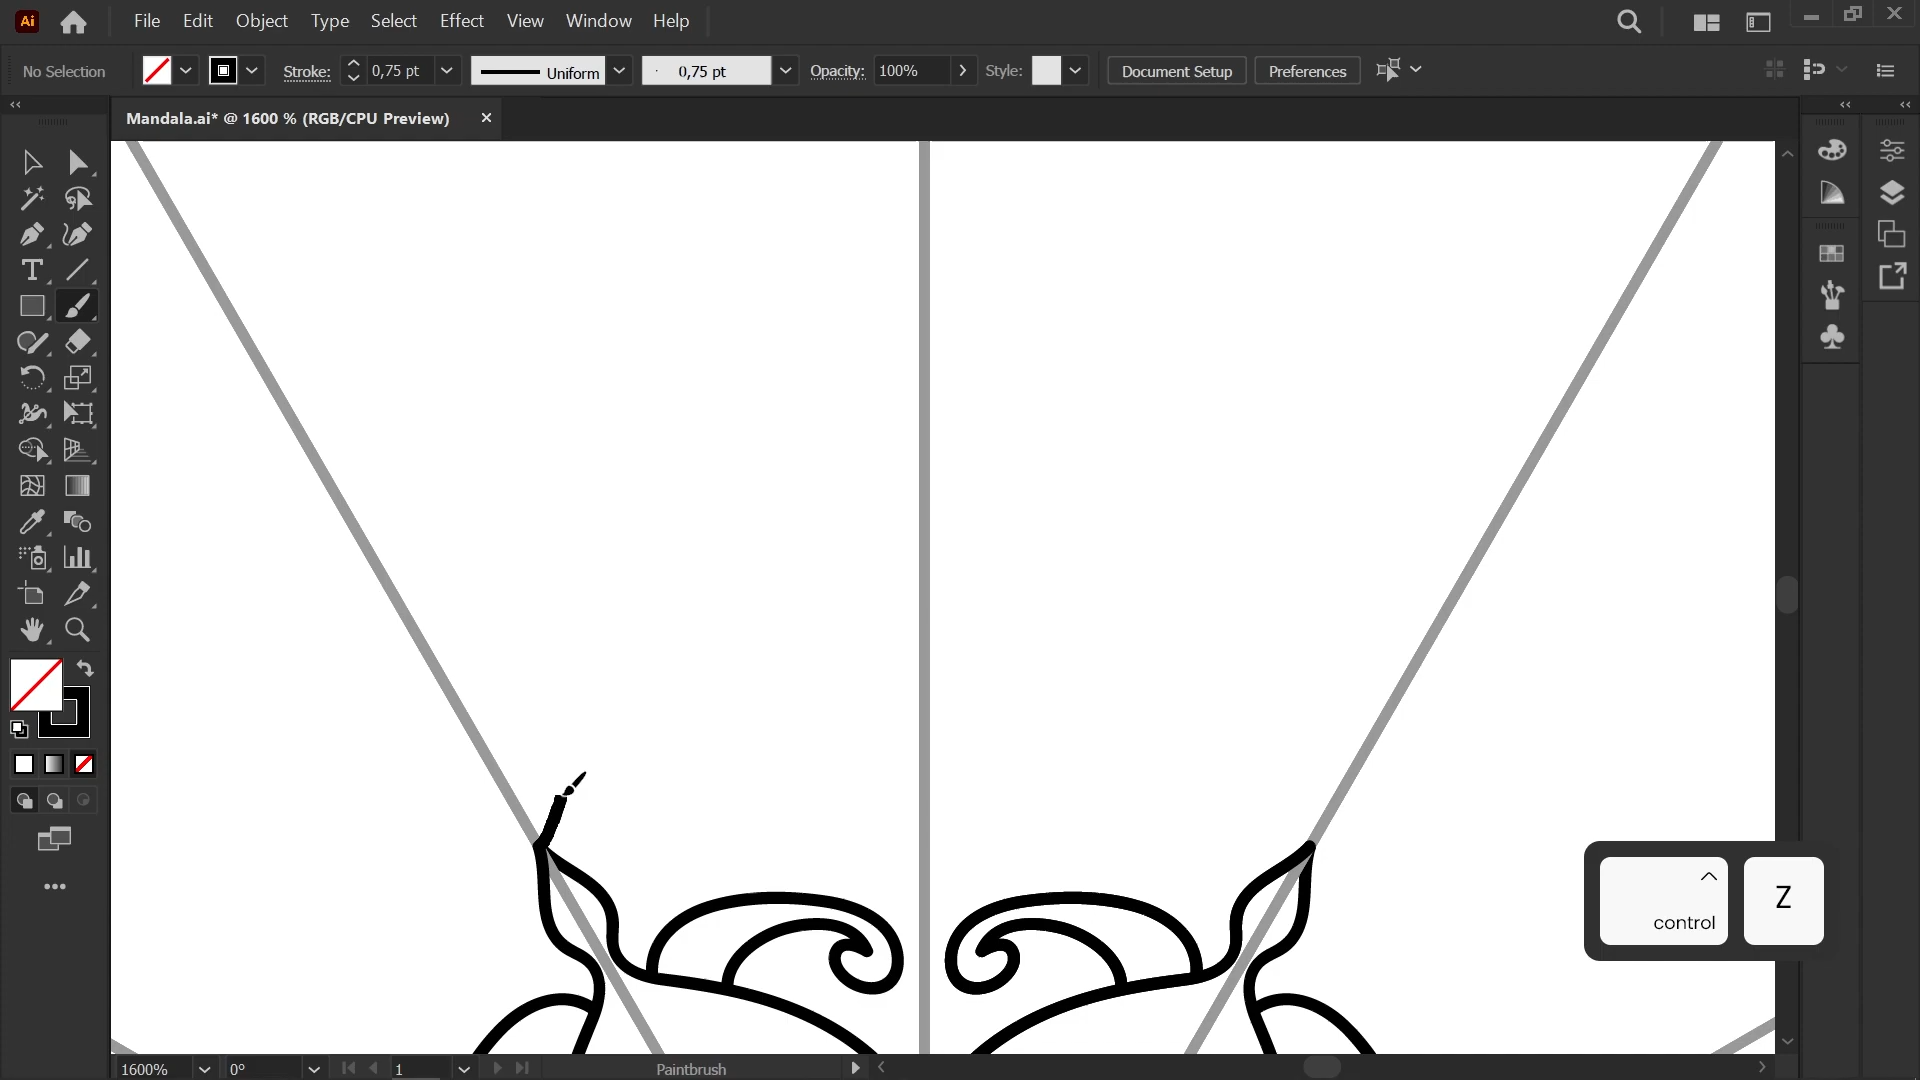 Ai File Edit Object Type Select Effect View Window Help
No Selection Stroke: 0,75 pt Uniform 0,75 pt Opacity: 100% Style: Document Setup Preferences
Mandala.ai* @ 1600 % (RGB/CPU Preview)
control
Z
1600% 0° 1 Paintbrush